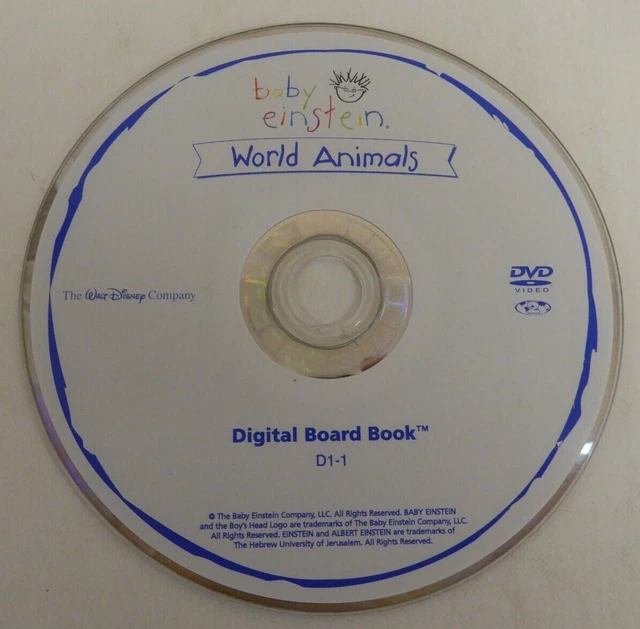 baby
einstein.
World Animals
The Walt Disney Company
DVD
VIDEO
Digital Board Book™
D1-1
© The Baby Einstein Company, LLC. All Rights Reserved. BABY EINSTEIN
and the Boy's Head Logo are trademarks of The Baby Einstein Company, LLC.
All Rights Reserved. EINSTEIN and ALBERT EINSTEIN are trademarks of
The Hebrew University of Jerusalem. All Rights Reserved.